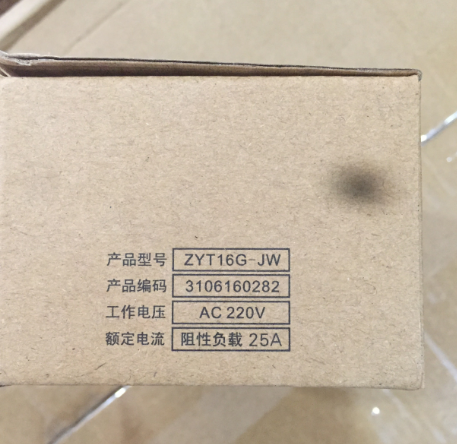 产品型号 ZYT16G-JW
产品编码 3106160282
工作电压 AC 220V
额定电流 阻性负载 25A